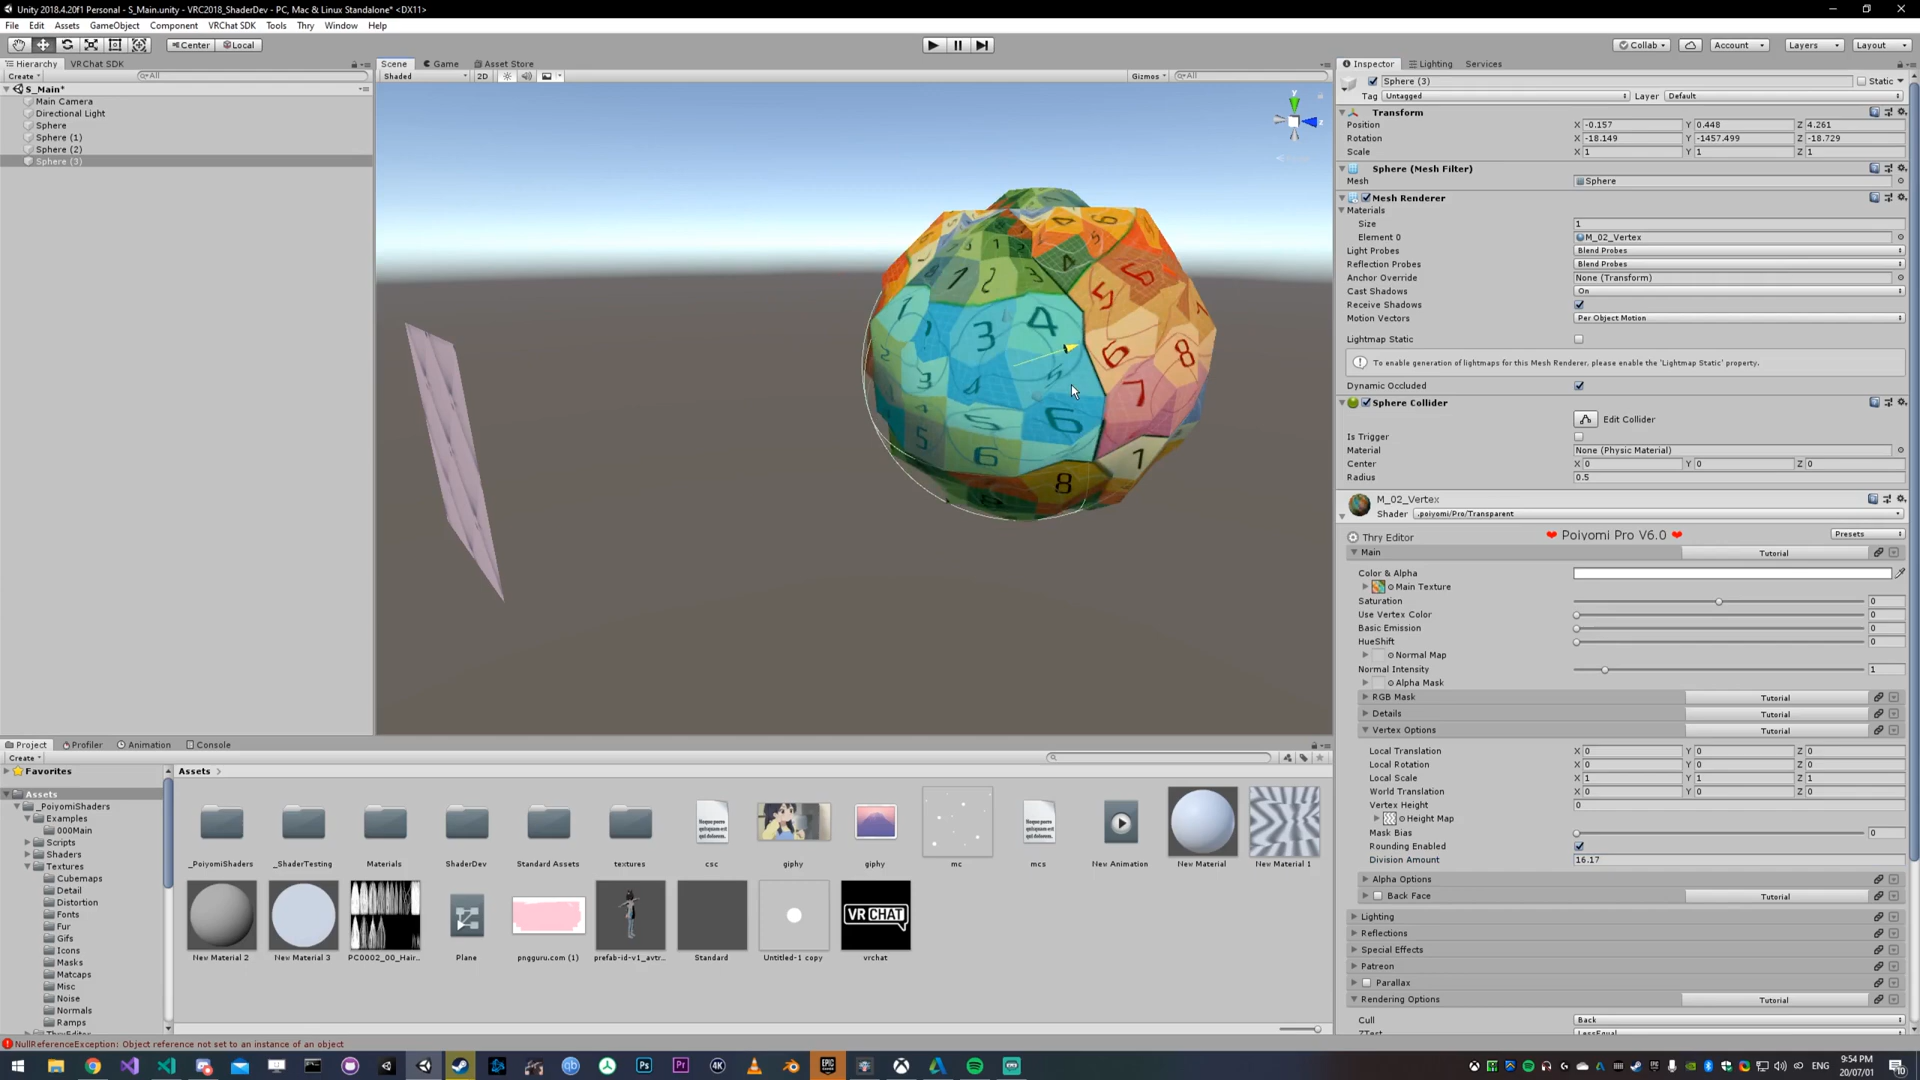 Unity 2018.4.20f1 Personal - S_Main.unity - VRC2018_ShaderDev - PC, Mac & Linux Standalone* <DX11>
File Edit Assets GameObject Component VRChat SDK Tools Thry Window Help
Center Local
Collab Account Layers Layout
Hierarchy VRChat SDK
Create All
S_Main*
Main Camera
Directional Light
Sphere
Sphere (1)
Sphere (2)
Sphere (3)
Scene Game Asset Store
Shaded 2D Gizmos All
Inspector Lighting Services
Sphere (3) Static
Tag Untagged Layer Default
Transform
Position X -0.157 Y 0.448 Z 4.261
Rotation X -18.149 Y -1457.499 Z -18.729
Scale X 1 Y 1 Z 1
Sphere (Mesh Filter)
Mesh Sphere
Mesh Renderer
Materials
Size 1
Element 0 M_02_Vertex
Light Probes Blend Probes
Reflection Probes Blend Probes
Anchor Override None (Transform)
Cast Shadows On
Receive Shadows
Motion Vectors Per Object Motion
Lightmap Static
To enable generation of lightmaps for this Mesh Renderer, please enable the 'Lightmap Static' property.
Dynamic Occluded
Sphere Collider
Edit Collider
Is Trigger
Material None (Physic Material)
Center X 0 Y 0 Z 0
Radius 0.5
M_02_Vertex
Shader .poiyomi/Pro/Transparent
Thry Editor ❤ Poiyomi Pro V6.0 ❤ Presets
Main Tutorial
Color & Alpha
Main Texture
Saturation 0
Use Vertex Color 0
Basic Emission 0
HueShift 0
Normal Map
Normal Intensity 1
Alpha Mask
RGB Mask Tutorial
Details Tutorial
Vertex Options Tutorial
Local Translation X 0 Y 0 Z 0
Local Rotation X 0 Y 0 Z 0
Local Scale X 1 Y 1 Z 1
World Translation X 0 Y 0 Z 0
Vertex Height 0
Height Map
Mask Bias 0
Rounding Enabled
Division Amount 16.17
Alpha Options
Back Face Tutorial
Lighting
Reflections
Special Effects
Patreon
Parallax
Rendering Options Tutorial
Cull Back
ZTest LessEqual
Project Profiler Animation Console
Create
Favorites
Assets
_PoiyomiShaders
Examples
000Main
Scripts
Shaders
Textures
Cubemaps
Detail
Distortion
Fonts
Fur
Gifs
Icons
Masks
Matcaps
Misc
Noise
Normals
Ramps
Assets
_PoiyomiShaders _ShaderTesting Materials ShaderDev Standard Assets textures csc giphy giphy mc mcs New Animation New Material New Material 1
VRCHAT
New Material 2 New Material 3 PC0002_00_Hair... Plane pngguru.com (1) prefab-id-v1_avtr... Standard Untitled-1 copy vrchat
NullReferenceException: Object reference not set to an instance of an object
ENG 9:54 PM
20/07/01